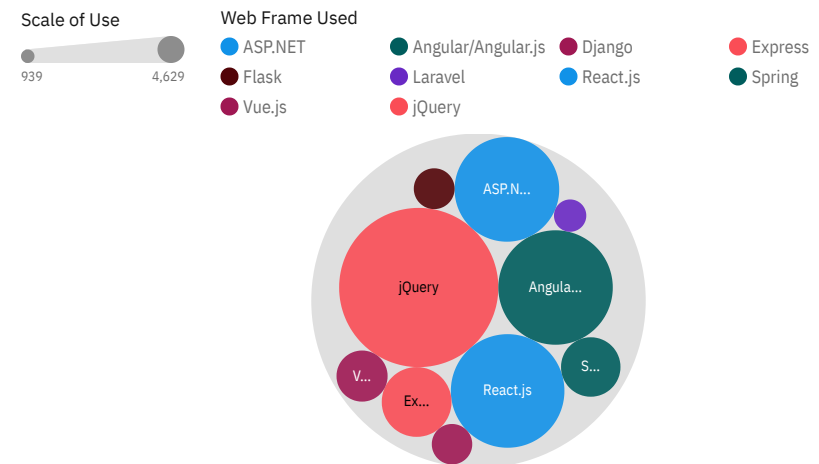 Scale of Use
939 4,629
Web Frame Used
ASP.NET Angular/Angular.js Django Express
Flask Laravel React.js Spring
Vue.js jQuery
ASP.N...
jQuery
Angula...
S...
V...
React.js
Ex...